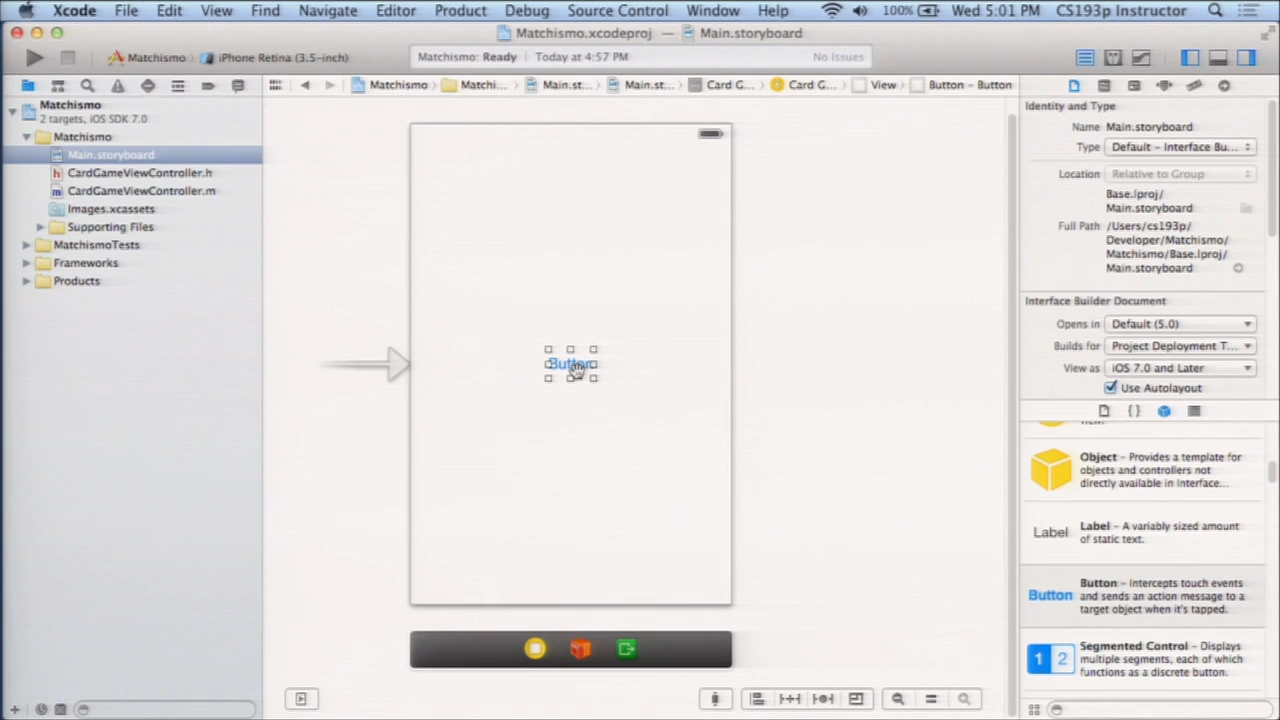 Xcode File Edit View Find Navigate Editor Product Debug Source Control Window Help 100% Wed 5:01 PM CS193p Instructor
Matchismo.xcodeproj — Main.storyboard
Matchismo iPhone Retina (3.5-inch) Matchismo: Ready Today at 4:57 PM No Issues
Matchismo Matchi... Main.st... Main.st... Card G... Card G... View Button – Button
Matchismo
2 targets, iOS SDK 7.0
Matchismo
Main.storyboard
CardGameViewController.h
CardGameViewController.m
Images.xcassets
Supporting Files
MatchismoTests
Frameworks
Products
Button
Identity and Type
Name Main.storyboard
Type Default – Interface Bu...
Location Relative to Group
Base.lproj/
Main.storyboard
Full Path /Users/cs193p/
Developer/Matchismo/
Matchismo/Base.lproj/
Main.storyboard
Interface Builder Document
Opens in Default (5.0)
Builds for Project Deployment T...
View as iOS 7.0 and Later
Use Autolayout
Object – Provides a template for
objects and controllers not
directly available in Interface...
Label Label – A variably sized amount
of static text.
Button – Intercepts touch events
Button and sends an action message to a
target object when it's tapped.
Segmented Control – Displays
1 2 multiple segments, each of which
functions as a discrete button.